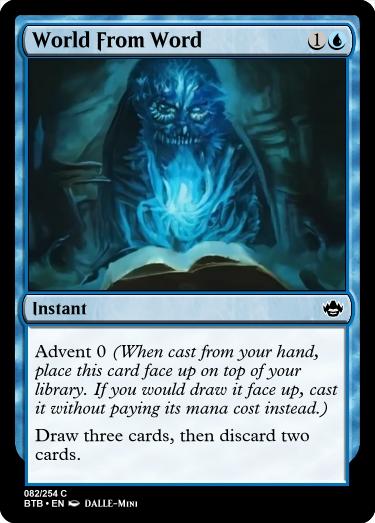 World From Word 1
Instant
Advent 0 (When cast from your hand,
place this card face up on top of your
library. If you would draw it face up, cast
it without paying its mana cost instead.)
Draw three cards, then discard two
cards.
082/254 C
BTB • EN DALLE-Mini